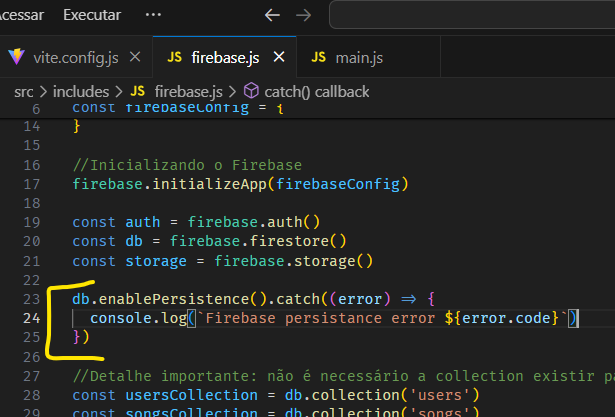 Acessar Executar ··· ← →
vite.config.js × JS firebase.js × JS main.js
src > includes > JS firebase.js > catch() callback
6 const firebaseConfig = {
14 }
15
16 //Inicializando o Firebase
17 firebase.initializeApp(firebaseConfig)
18
19 const auth = firebase.auth()
20 const db = firebase.firestore()
21 const storage = firebase.storage()
22
23 db.enablePersistence().catch((error) => {
24 console.log(`Firebase persistance error ${error.code}`)
25 })
26
27 //Detalhe importante: não é necessário a collection existir pa
28 const usersCollection = db.collection('users')
29 const songsCollection = db.collection('songs')